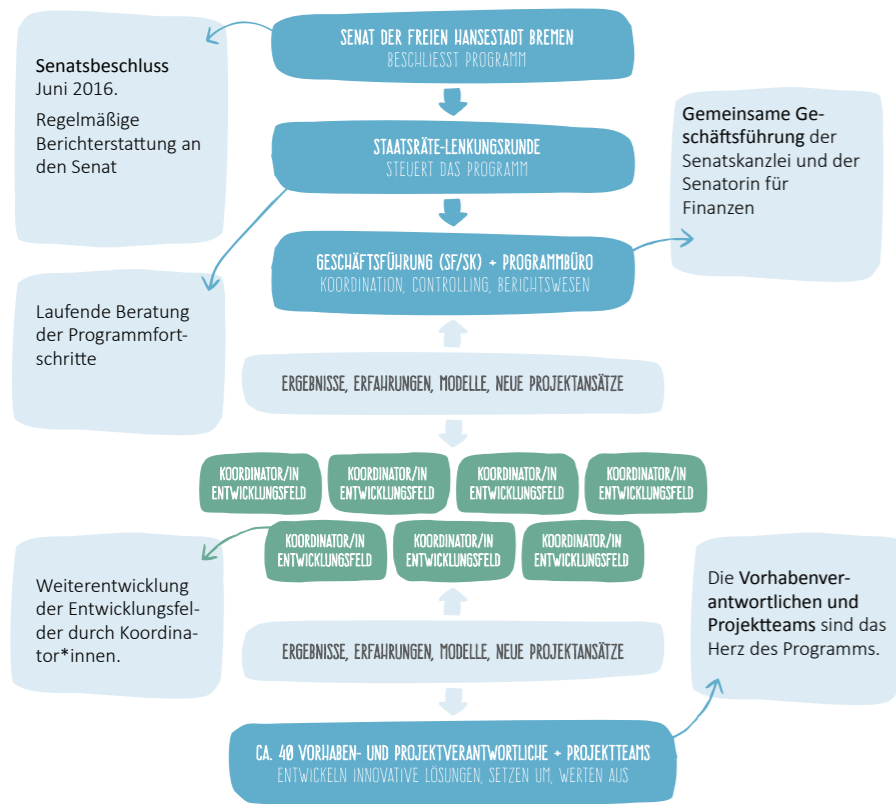 SENAT DER FREIEN HANSESTADT BREMEN
BESCHLIESST PROGRAMM
Senatsbeschluss
Juni 2016.
Regelmäßige
Berichterstattung an
den Senat
STAATSRÄTE-LENKUNGSRUNDE
STEUERT DAS PROGRAMM
Gemeinsame Ge-
schäftsführung der
Senatskanzlei und der
Senatorin für
Finanzen
GESCHÄFTSFÜHRUNG (SF/SK) + PROGRAMMBÜRO
KOORDINATION, CONTROLLING, BERICHTSWESEN
Laufende Beratung
der Programmfort-
schritte
ERGEBNISSE, ERFAHRUNGEN, MODELLE, NEUE PROJEKTANSÄTZE
KOORDINATOR/IN
ENTWICKLUNGSFELD
KOORDINATOR/IN
ENTWICKLUNGSFELD
KOORDINATOR/IN
ENTWICKLUNGSFELD
KOORDINATOR/IN
ENTWICKLUNGSFELD
KOORDINATOR/IN
ENTWICKLUNGSFELD
KOORDINATOR/IN
ENTWICKLUNGSFELD
KOORDINATOR/IN
ENTWICKLUNGSFELD
Weiterentwicklung
der Entwicklungsfel-
der durch Koordina-
tor*innen.
ERGEBNISSE, ERFAHRUNGEN, MODELLE, NEUE PROJEKTANSÄTZE
Die Vorhabenver-
antwortlichen und
Projektteams sind das
Herz des Programms.
CA. 40 VORHABEN- UND PROJEKTVERANTWORTLICHE + PROJEKTTEAMS
ENTWICKELN INNOVATIVE LÖSUNGEN, SETZEN UM, WERTEN AUS